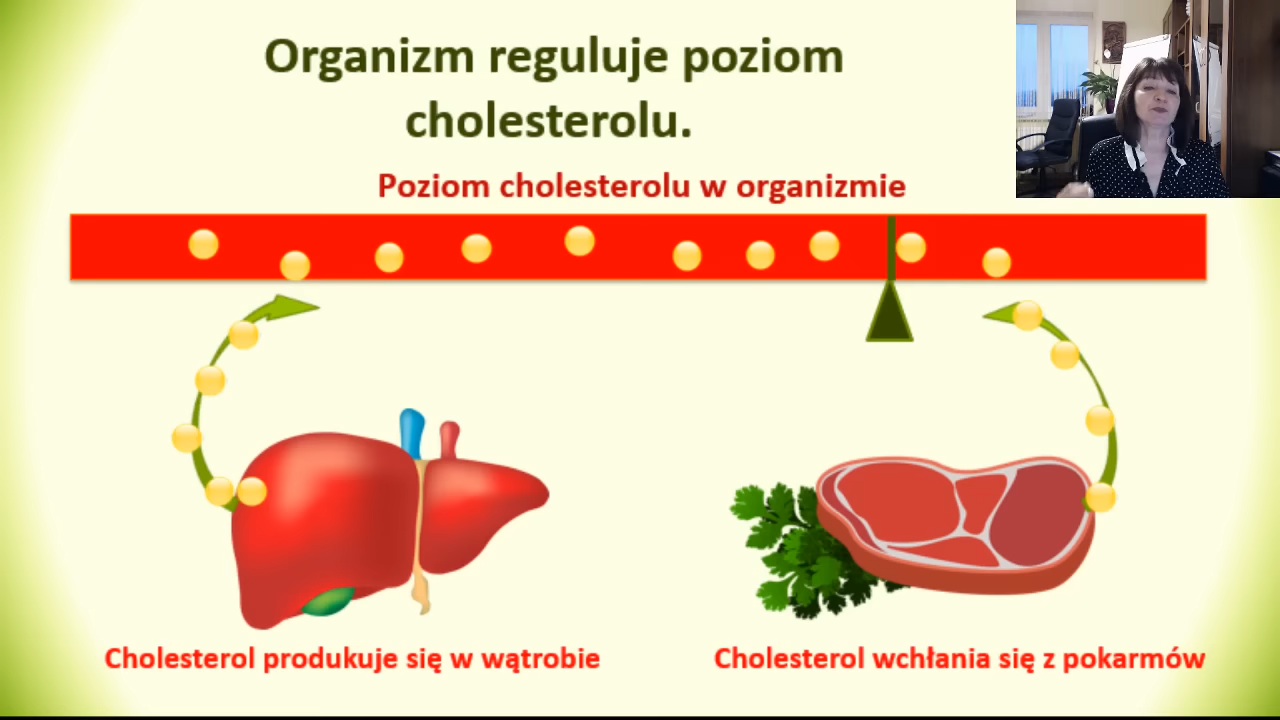 Organizm reguluje poziom
cholesterolu.
Poziom cholesterolu w organizmie
Cholesterol produkuje się w wątrobie
Cholesterol wchłania się z pokarmów